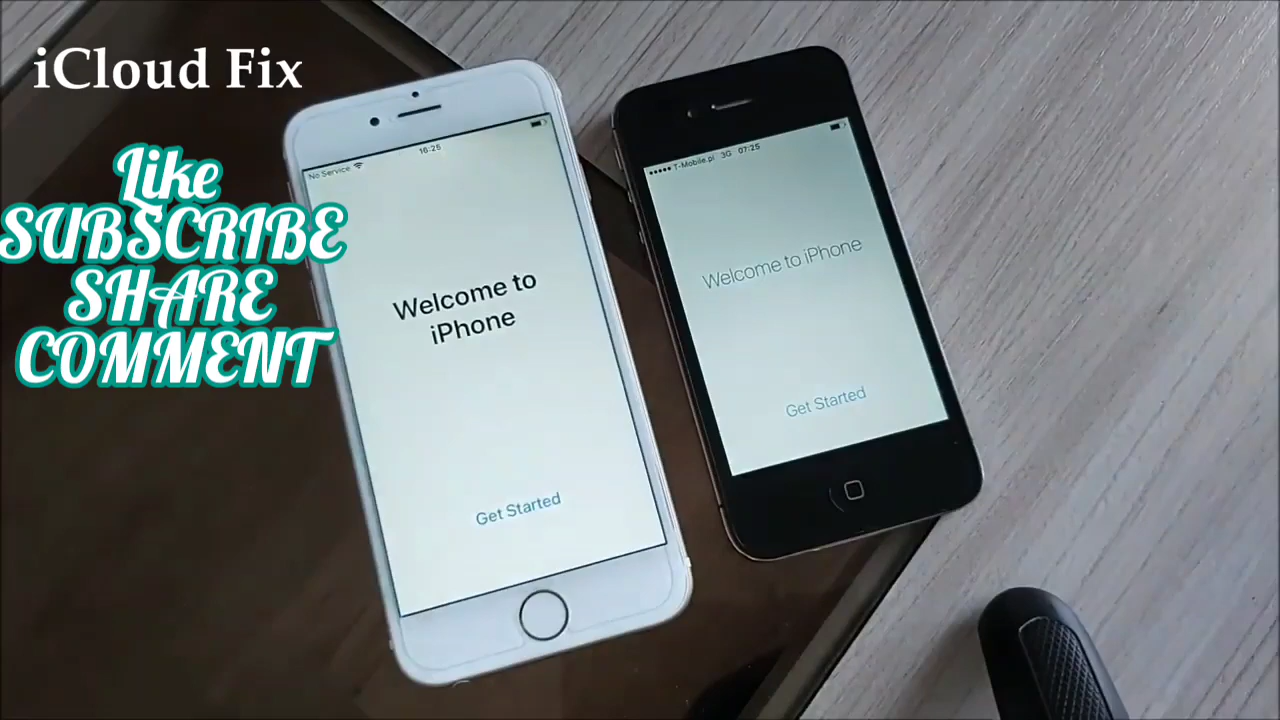 iCloud Fix
Like
SUBSCRIBE
SHARE
COMMENT
No Service 16:25
Welcome to
iPhone
Get Started
T-Mobile.pl 3G 07:25
Welcome to iPhone
Get Started